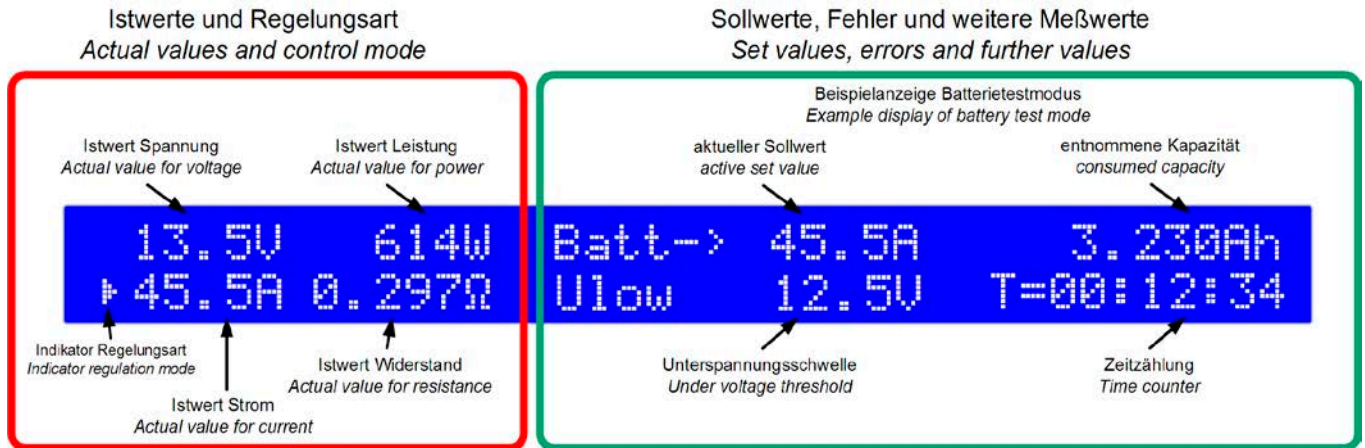 Istwerte und Regelungsart
Actual values and control mode
Sollwerte, Fehler und weitere Meßwerte
Set values, errors and further values
Beispielanzeige Batterietestmodus
Example display of battery test mode
Istwert Spannung
Actual value for voltage
Istwert Leistung
Actual value for power
aktueller Sollwert
active set value
entnommene Kapazität
consumed capacity
13.5V 614W Batt-> 45.5A 3.230Ah
45.5A 0.297Ω Ulow 12.5V T=00:12:34
Indikator Regelungsart
Indicator regulation mode
Istwert Strom
Actual value for current
Istwert Widerstand
Actual value for resistance
Unterspannungsschwelle
Under voltage threshold
Zeitzählung
Time counter